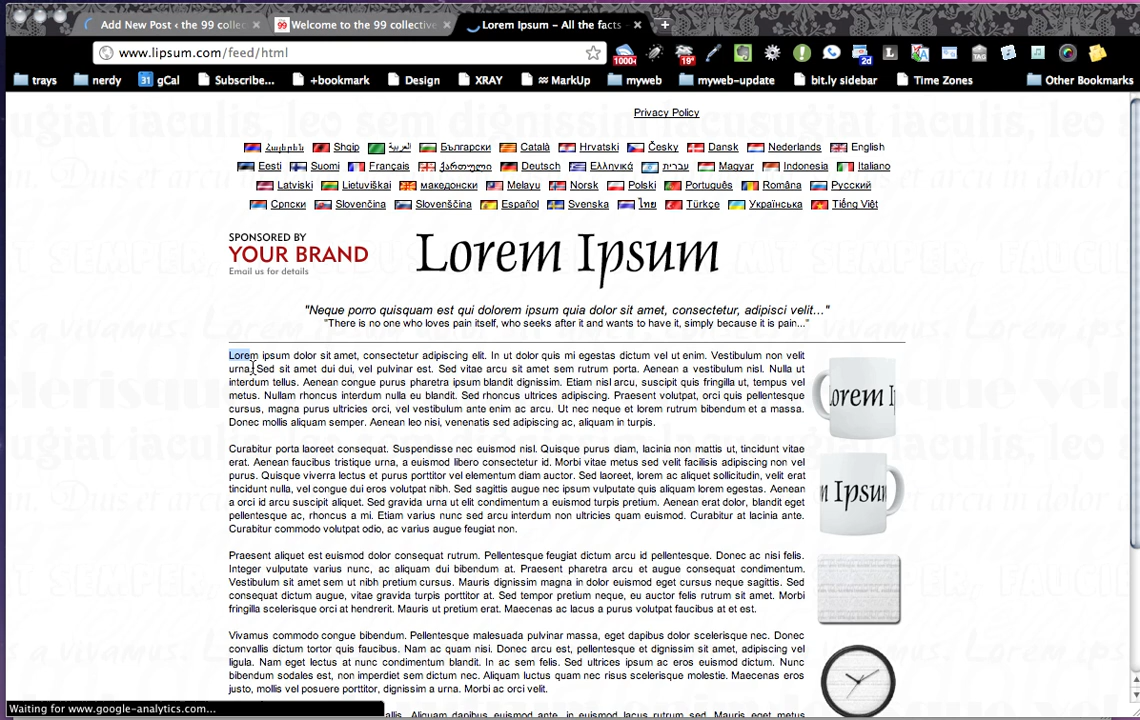 Add New Post ‹ the 99 collec
99 Welcome to the 99 collective
Lorem Ipsum – All the facts -
www.lipsum.com/feed/html
1000+
19°
2d
trays
nerdy
31 gCal
Subscribe...
+bookmark
Design
XRAY
≈≈ MarkUp
myweb
myweb-update
bit.ly sidebar
Time Zones
Other Bookmarks
Privacy Policy
Հայերեն Shqip العربية Български Català Hrvatski Česky Dansk Nederlands English
Eesti Suomi Français ქართული Deutsch Ελληνικά עברית Magyar Indonesia Italiano
Latviski Lietuviškai македонски Melayu Norsk Polski Português Româna Русский
Српски Slovenčina Slovenščina Español Svenska ไทย Türkçe Українська Tiếng Việt
SPONSORED BY
YOUR BRAND
Email us for details
Lorem Ipsum
"Neque porro quisquam est qui dolorem ipsum quia dolor sit amet, consectetur, adipisci velit..."
"There is no one who loves pain itself, who seeks after it and wants to have it, simply because it is pain..."
Lorem ipsum dolor sit amet, consectetur adipiscing elit. In ut dolor quis mi egestas dictum vel ut enim. Vestibulum non velit
urna. Sed sit amet dui dui, vel pulvinar est. Sed vitae arcu sit amet sem rutrum porta. Aenean a vestibulum nisl. Nulla ut
interdum tellus. Aenean congue purus pharetra ipsum blandit dignissim. Etiam nisl arcu, suscipit quis fringilla ut, tempus vel
metus. Nullam rhoncus interdum nulla eu blandit. Sed rhoncus ultrices adipiscing. Praesent volutpat, orci quis pellentesque
cursus, magna purus ultricies orci, vel vestibulum ante enim ac arcu. Ut nec neque et lorem rutrum bibendum et a massa.
Donec mollis aliquam semper. Aenean leo nisi, venenatis sed adipiscing ac, aliquam in turpis.
Curabitur porta laoreet consequat. Suspendisse nec euismod nisl. Quisque purus diam, lacinia non mattis ut, tincidunt vitae
erat. Aenean faucibus tristique urna, a euismod libero consectetur id. Morbi vitae metus sed velit facilisis adipiscing non vel
purus. Quisque viverra lectus et purus porttitor vel elementum diam auctor. Sed laoreet, lorem ac aliquet sollicitudin, velit erat
tincidunt nulla, vel congue dui eros volutpat nibh. Sed sagittis augue nec ipsum vulputate quis aliquam lorem egestas. Aenean
a orci id arcu suscipit aliquet. Sed gravida urna ut elit condimentum a euismod turpis pretium. Aenean erat dolor, blandit eget
pellentesque ac, rhoncus a mi. Etiam varius nunc sed arcu interdum non ultricies quam euismod. Curabitur at lacinia ante.
Curabitur commodo volutpat odio, ac varius augue feugiat non.
Praesent aliquet est euismod dolor consequat rutrum. Pellentesque feugiat dictum arcu id pellentesque. Donec ac nisi felis.
Integer vulputate varius nunc, ac aliquam dui bibendum at. Praesent pharetra arcu et augue consequat condimentum.
Vestibulum sit amet sem ut nibh pretium cursus. Mauris dignissim magna in dolor euismod eget cursus neque sagittis. Sed
consequat dictum augue, vitae gravida turpis porttitor at. Sed tempor pretium neque, eu auctor felis rutrum sit amet. Morbi
fringilla scelerisque orci at hendrerit. Mauris ut pretium erat. Maecenas ac lacus a purus volutpat faucibus at et est.
Vivamus commodo congue bibendum. Pellentesque malesuada pulvinar massa, eget dapibus dolor scelerisque nec. Donec
convallis dictum tortor quis faucibus. Nam ac quam nisi. Donec arcu est, pellentesque et dignissim sit amet, adipiscing vel
ligula. Nam eget lectus at nunc condimentum blandit. In ac sem felis. Sed ultrices ipsum ac eros euismod dictum. Nunc
bibendum sodales est, non imperdiet sem dictum nec. Aliquam luctus quam nec risus scelerisque molestie. Maecenas eros
justo, mollis vel posuere porttitor, dignissim a urna. Morbi ac orci velit.
orem Ip
m Ipsum
Waiting for www.google-analytics.com...